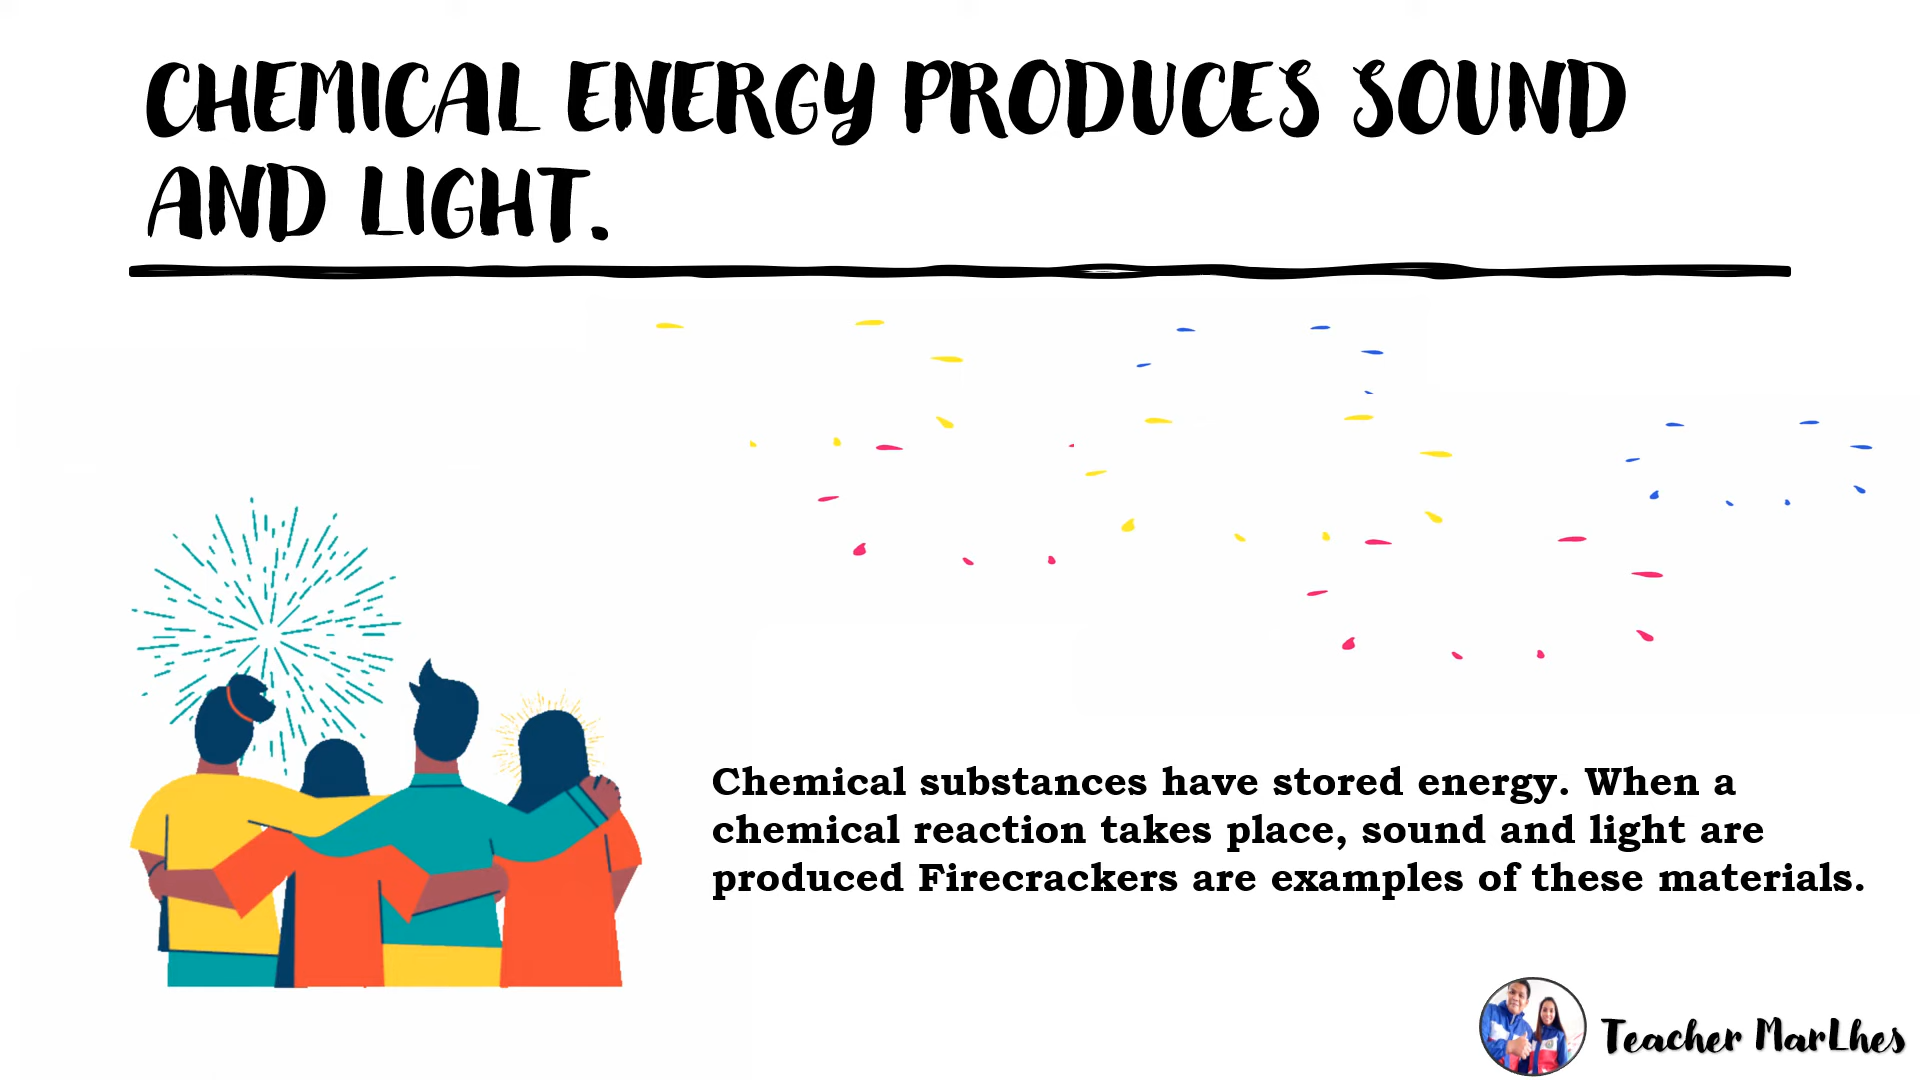 CHEMICAL ENERGY PRODUCES SOUND
AND LIGHT.
Chemical substances have stored energy. When a
chemical reaction takes place, sound and light are
produced Firecrackers are examples of these materials.
Teacher MarLhes